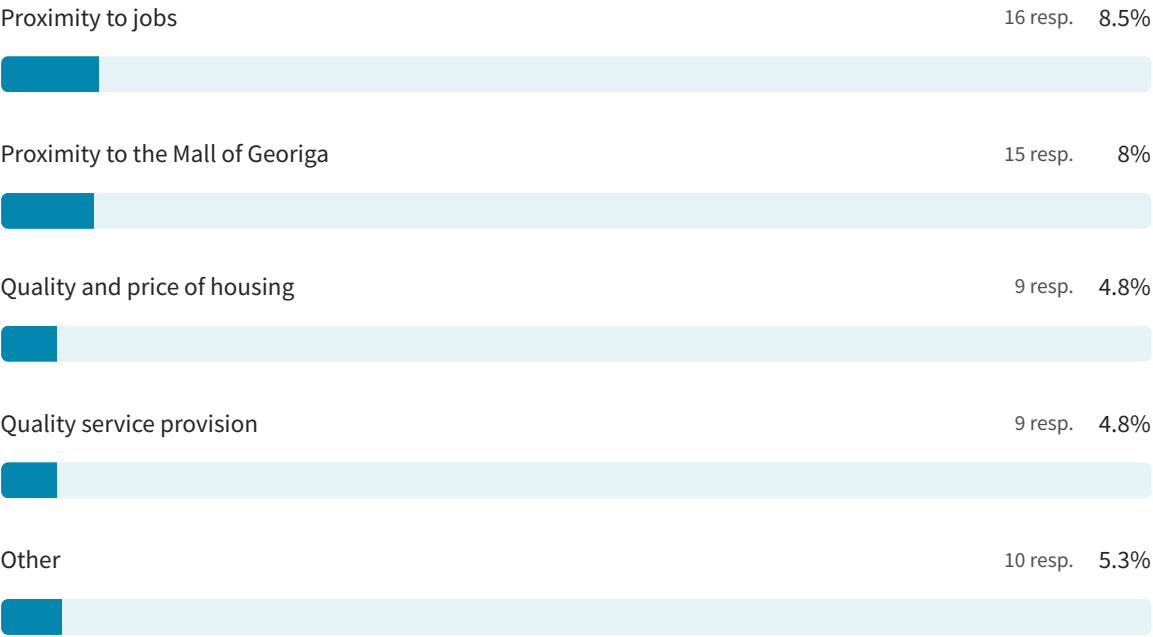 Proximity to jobs 16 resp. 8.5%
Proximity to the Mall of Georiga 15 resp. 8%
Quality and price of housing 9 resp. 4.8%
Quality service provision 9 resp. 4.8%
Other 10 resp. 5.3%